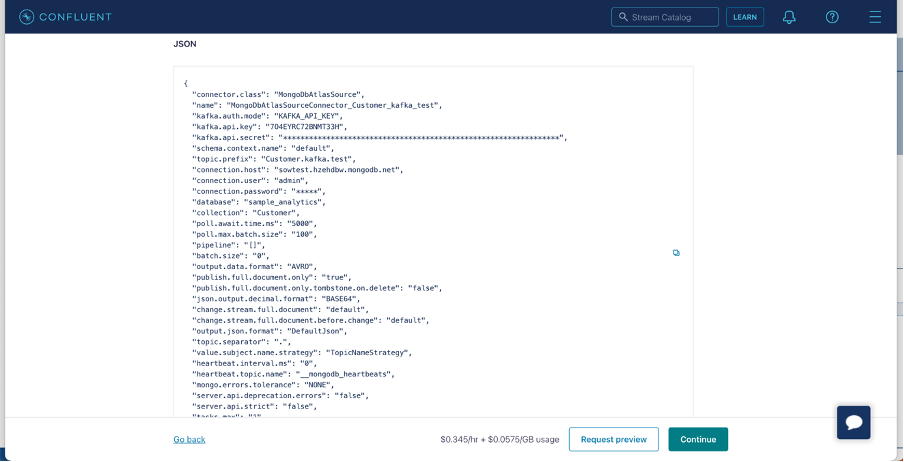 CONFLUENT
Stream Catalog
LEARN
JSON
{
"connector.class": "MongoDbAtlasSource",
"name": "MongoDbAtlasSourceConnector_Customer_kafka_test",
"kafka.auth.mode": "KAFKA_API_KEY",
"kafka.api.key": "7O4EYRC72BNMT33H",
"kafka.api.secret": "****************************************************************",
"schema.context.name": "default",
"topic.prefix": "Customer.kafka.test",
"connection.host": "sowtest.hzehdbw.mongodb.net",
"connection.user": "admin",
"connection.password": "*****",
"database": "sample_analytics",
"collection": "Customer",
"poll.await.time.ms": "5000",
"poll.max.batch.size": "100",
"pipeline": "[]",
"batch.size": "0",
"output.data.format": "AVRO",
"publish.full.document.only": "true",
"publish.full.document.only.tombstone.on.delete": "false",
"json.output.decimal.format": "BASE64",
"change.stream.full.document": "default",
"change.stream.full.document.before.change": "default",
"output.json.format": "DefaultJson",
"topic.separator": ".",
"value.subject.name.strategy": "TopicNameStrategy",
"heartbeat.interval.ms": "0",
"heartbeat.topic.name": "__mongodb_heartbeats",
"mongo.errors.tolerance": "NONE",
"server.api.deprecation.errors": "false",
"server.api.strict": "false",
Go back
$0.345/hr + $0.0575/GB usage
Request preview
Continue